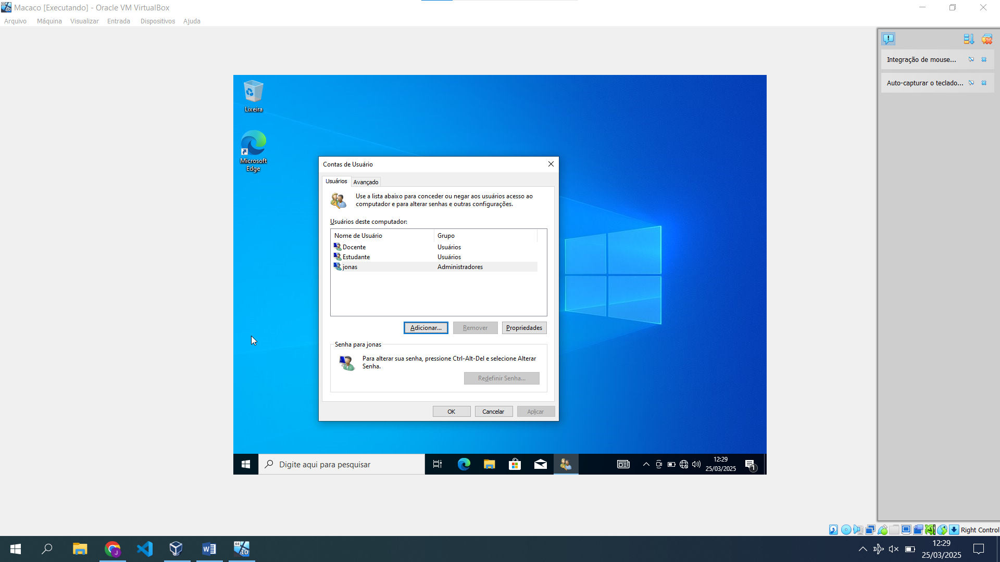 Macaco [Executando] - Oracle VM VirtualBox
Arquivo Máquina Visualizar Entrada Dispositivos Ajuda
Integração de mouse...
Auto-capturar o teclado...
Lixeira
Microsoft
Edge
Contas de Usuário
Usuários Avançado
Use a lista abaixo para conceder ou negar aos usuários acesso ao
computador e para alterar senhas e outras configurações.
Usuários deste computador:
Nome de Usuário Grupo
Docente Usuários
Estudante Usuários
jonas Administradores
Adicionar... Remover Propriedades
Senha para jonas
Para alterar sua senha, pressione Ctrl-Alt-Del e selecione Alterar
Senha.
Redefinir Senha...
OK Cancelar Aplicar
Digite aqui para pesquisar
12:29
25/03/2025
1
Right Control
12:29
25/03/2025